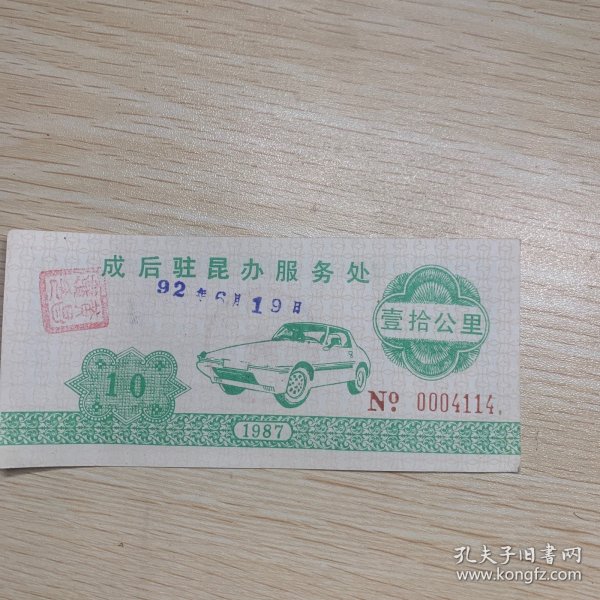 成后驻昆办服务处
92年6月19日
壹拾公里
10
No 0004114
1987
孔夫子旧书网
www.kongfz.com